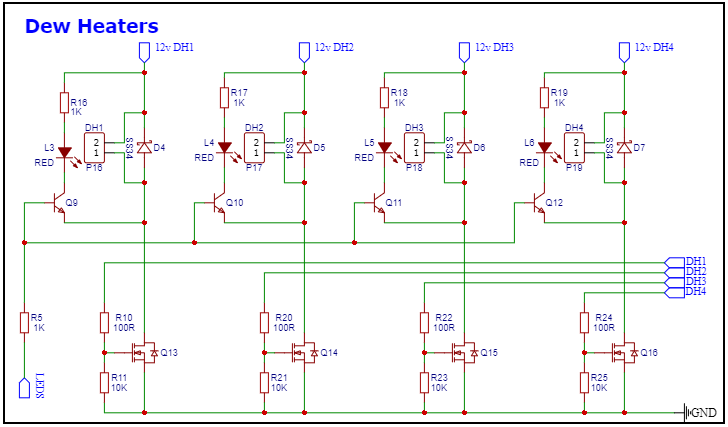 Dew Heaters
12v DH1 12v DH2 12v DH3 12v DH4
R16 1K R17 1K R18 1K R19 1K
L3 RED DH1 2 1 P16 SS34 D4
L4 RED DH2 2 1 P17 SS34 D5
L5 RED DH3 2 1 P18 SS34 D6
L6 RED DH4 2 1 P19 SS34 D7
Q9 Q10 Q11 Q12
DH1
DH2
DH3
DH4
R5 1K R10 100R R20 100R R22 100R R24 100R
Q13 Q14 Q15 Q16
R11 10K R21 10K R23 10K R25 10K
LEDS
GND